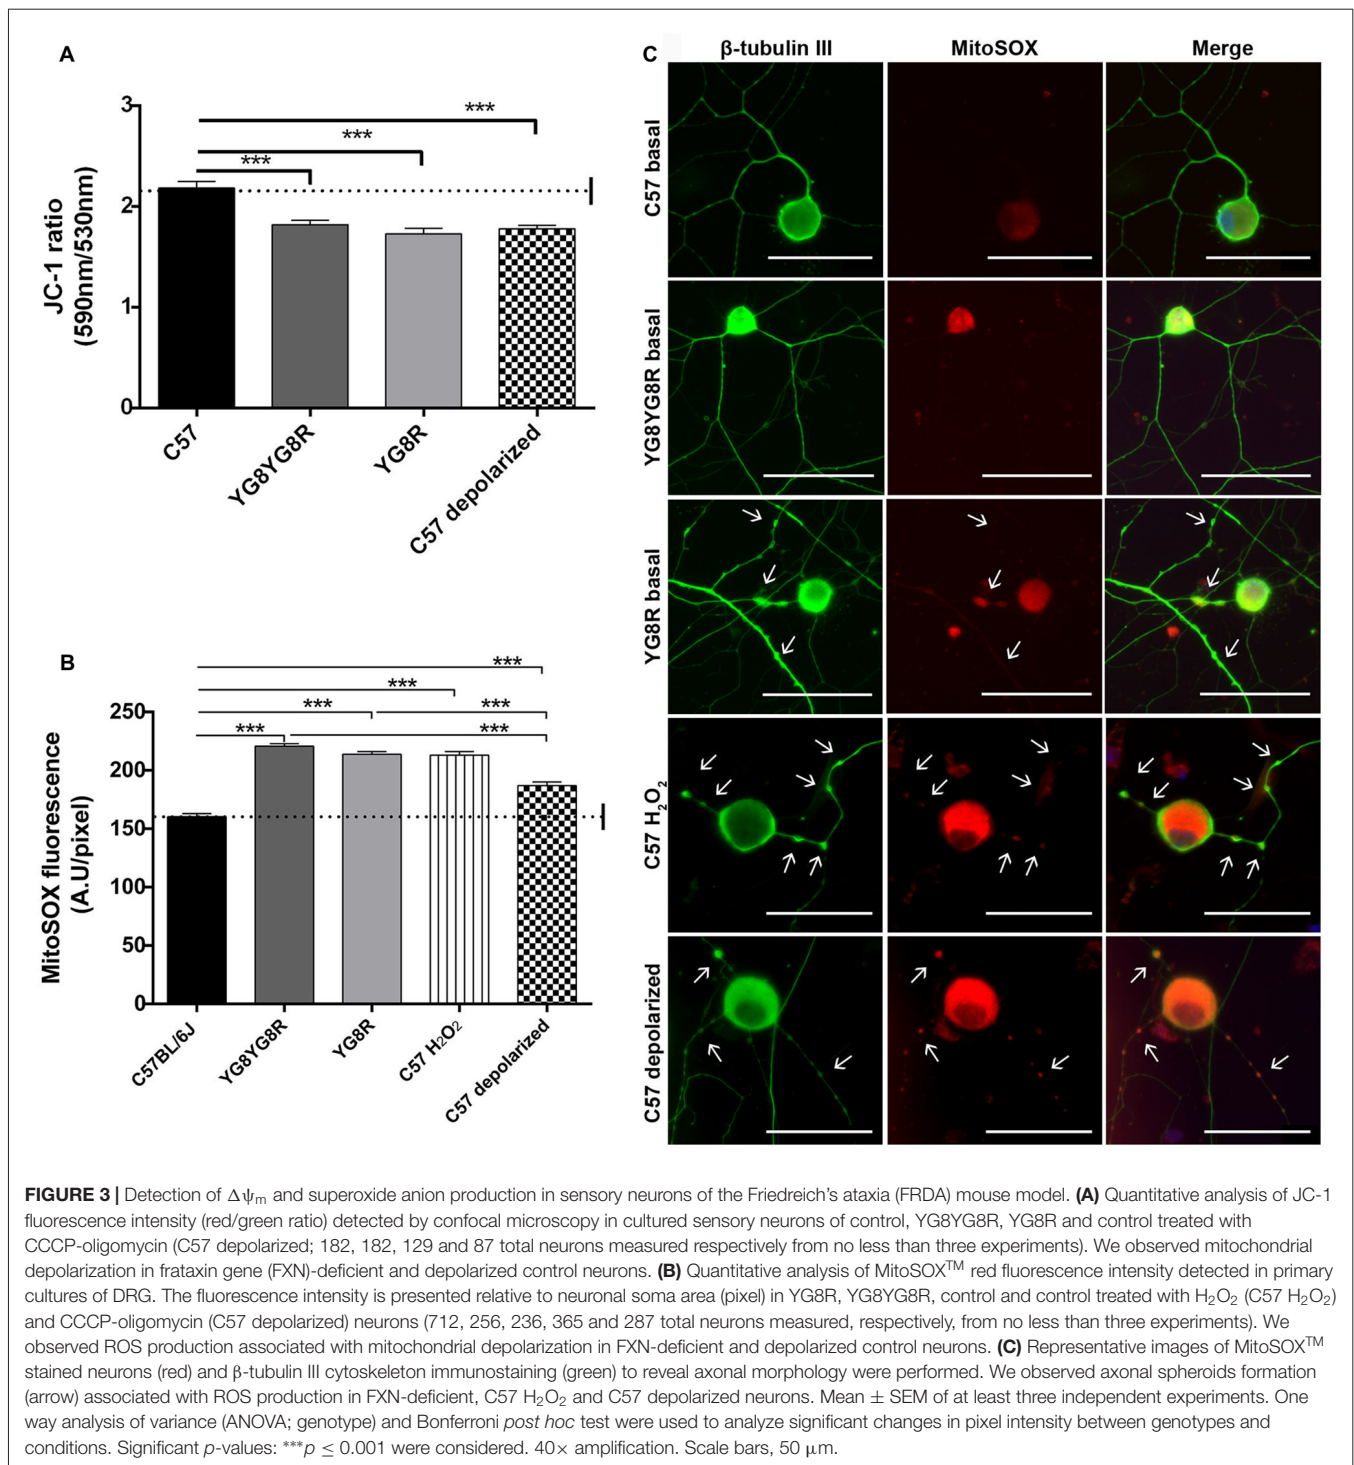 A
3
2
1
0
JC-1 ratio
(590nm/530nm)
***
***
***
C57
YG8YG8R
YG8R
C57 depolarized
B
250
200
150
100
50
0
MitoSOX fluorescence
(A.U/pixel)
***
***
***
***
***
***
C57BL/6J
YG8YG8R
YG8R
C57 H₂O₂
C57 depolarized
C
β-tubulin III
MitoSOX
Merge
C57 basal
YG8YG8R basal
YG8R basal
C57 H₂O₂
C57 depolarized
FIGURE 3 | Detection of Δψm and superoxide anion production in sensory neurons of the Friedreich's ataxia (FRDA) mouse model. (A) Quantitative analysis of JC-1
fluorescence intensity (red/green ratio) detected by confocal microscopy in cultured sensory neurons of control, YG8YG8R, YG8R and control treated with
CCCP-oligomycin (C57 depolarized; 182, 182, 129 and 87 total neurons measured respectively from no less than three experiments). We observed mitochondrial
depolarization in frataxin gene (FXN)-deficient and depolarized control neurons. (B) Quantitative analysis of MitoSOX™ red fluorescence intensity detected in primary
cultures of DRG. The fluorescence intensity is presented relative to neuronal soma area (pixel) in YG8R, YG8YG8R, control and control treated with H₂O₂ (C57 H₂O₂)
and CCCP-oligomycin (C57 depolarized) neurons (712, 256, 236, 365 and 287 total neurons measured, respectively, from no less than three experiments). We
observed ROS production associated with mitochondrial depolarization in FXN-deficient and depolarized control neurons. (C) Representative images of MitoSOX™
stained neurons (red) and β-tubulin III cytoskeleton immunostaining (green) to reveal axonal morphology were performed. We observed axonal spheroids formation
(arrow) associated with ROS production in FXN-deficient, C57 H₂O₂ and C57 depolarized neurons. Mean ± SEM of at least three independent experiments. One
way analysis of variance (ANOVA; genotype) and Bonferroni post hoc test were used to analyze significant changes in pixel intensity between genotypes and
conditions. Significant p-values: ***p ≤ 0.001 were considered. 40× amplification. Scale bars, 50 μm.